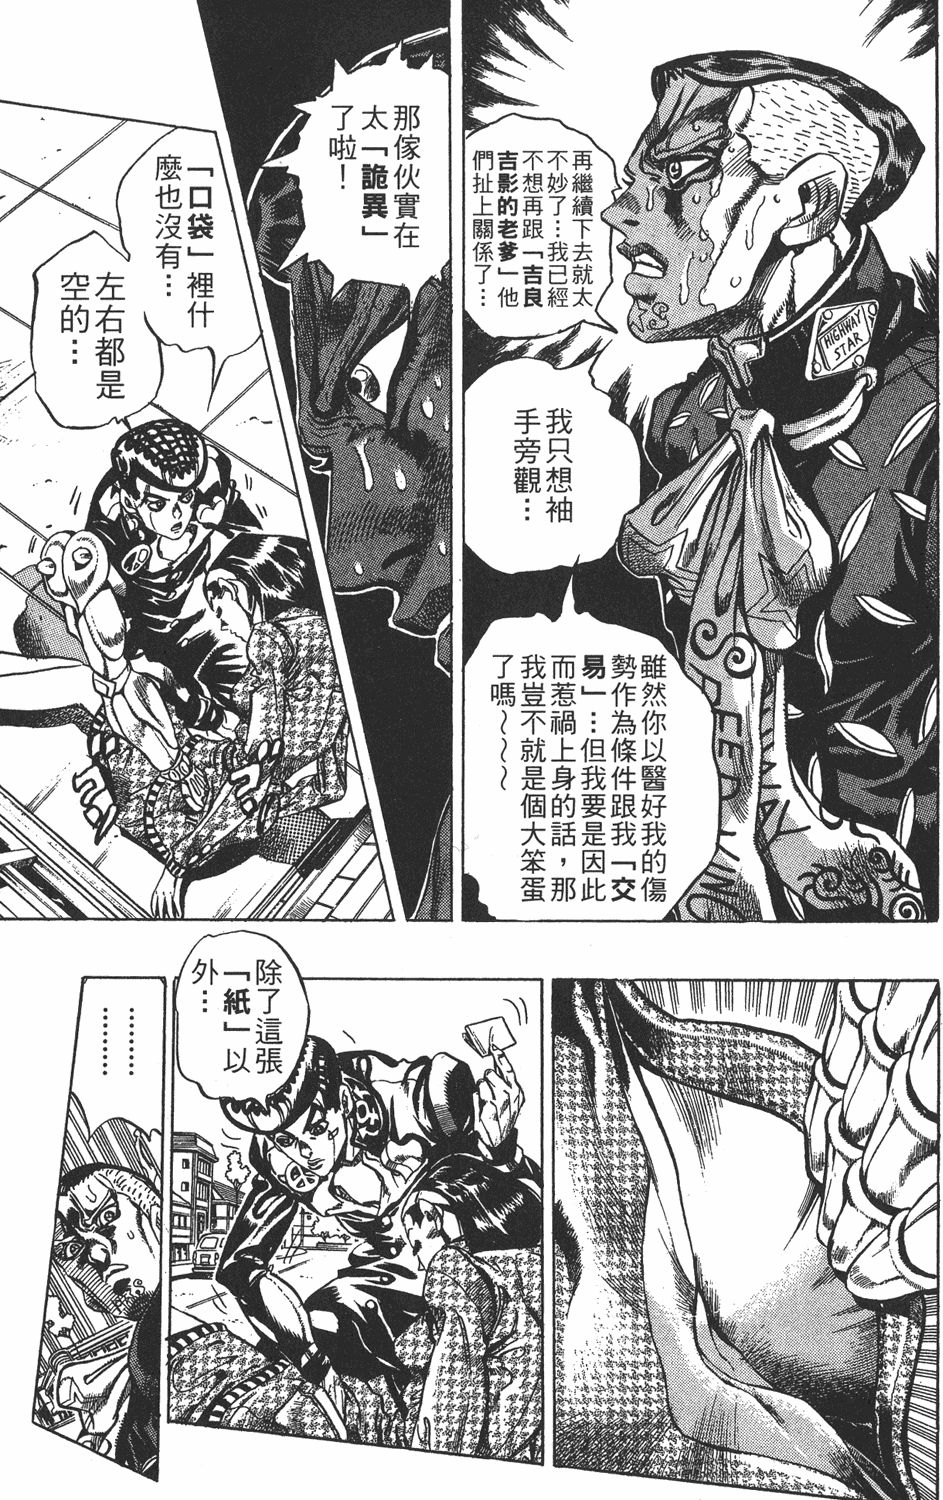 再繼續下去就太
不妙了…我已經
不想再跟「吉良
吉影的老爹」他
們扯上關係了…
HIGHWAY
STAR
我只想袖
手旁觀…
雖然你以醫好我的傷
勢作為條件跟我「交
易」…但我要是因此
而惹禍上身的話，那
我豈不就是個大笨蛋
了嗎～～～
那傢伙實在
太「詭異」
了啦！
「口袋」裡什
麼也沒有…
左右都是
空的…
除了這張
「紙」以
外…
………
………